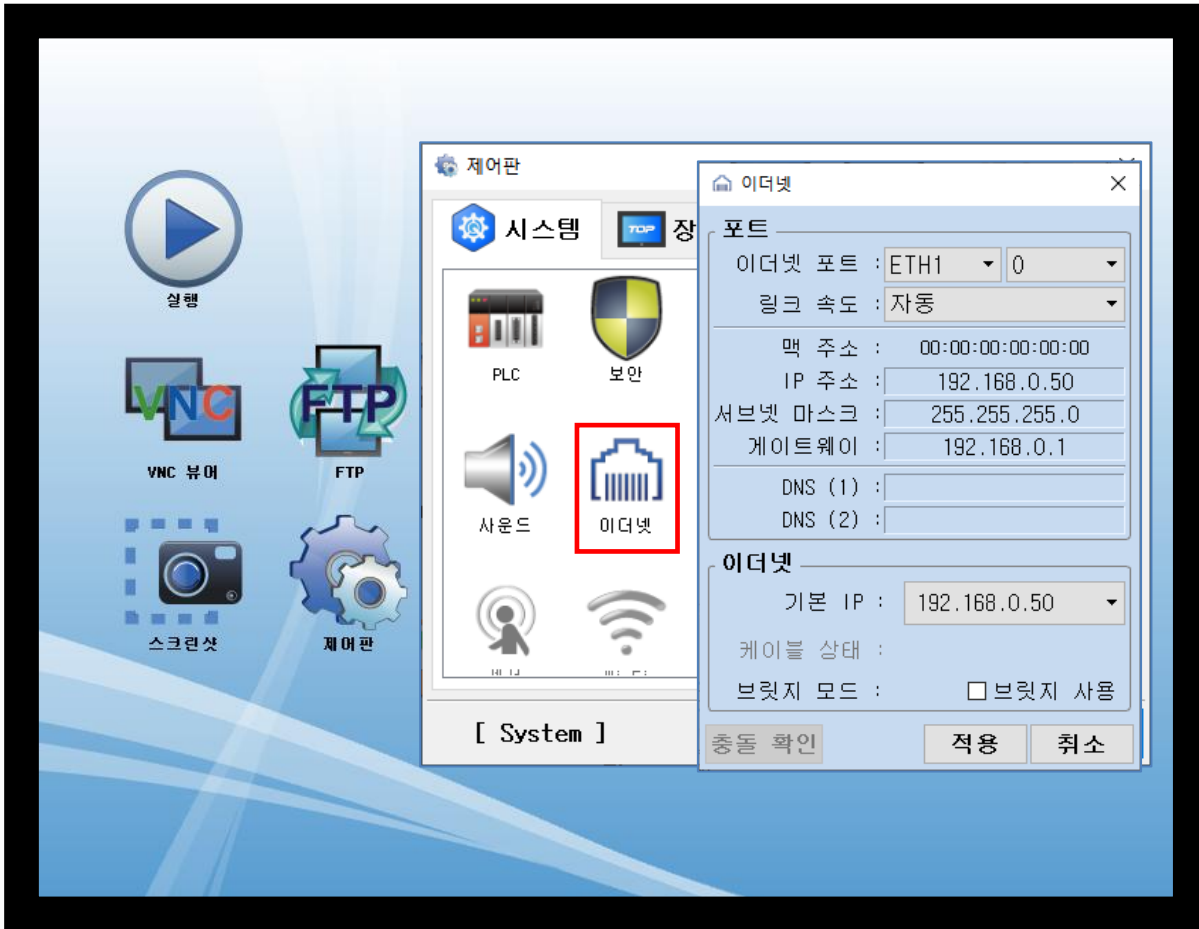 실행
VNC
VNC 뷰어
FTP
FTP
스크린샷
제어판
제어판
시스템
TOP 장
PLC
보안
사운드
이더넷
[ System ]
이더넷
포트
이더넷 포트 : ETH1 0
링크 속도 : 자동
맥 주소 : 00:00:00:00:00:00
IP 주소 : 192.168.0.50
서브넷 마스크 : 255.255.255.0
게이트웨이 : 192.168.0.1
DNS (1) :
DNS (2) :
이더넷
기본 IP : 192.168.0.50
케이블 상태 :
브릿지 모드 : 브릿지 사용
충돌 확인 적용 취소